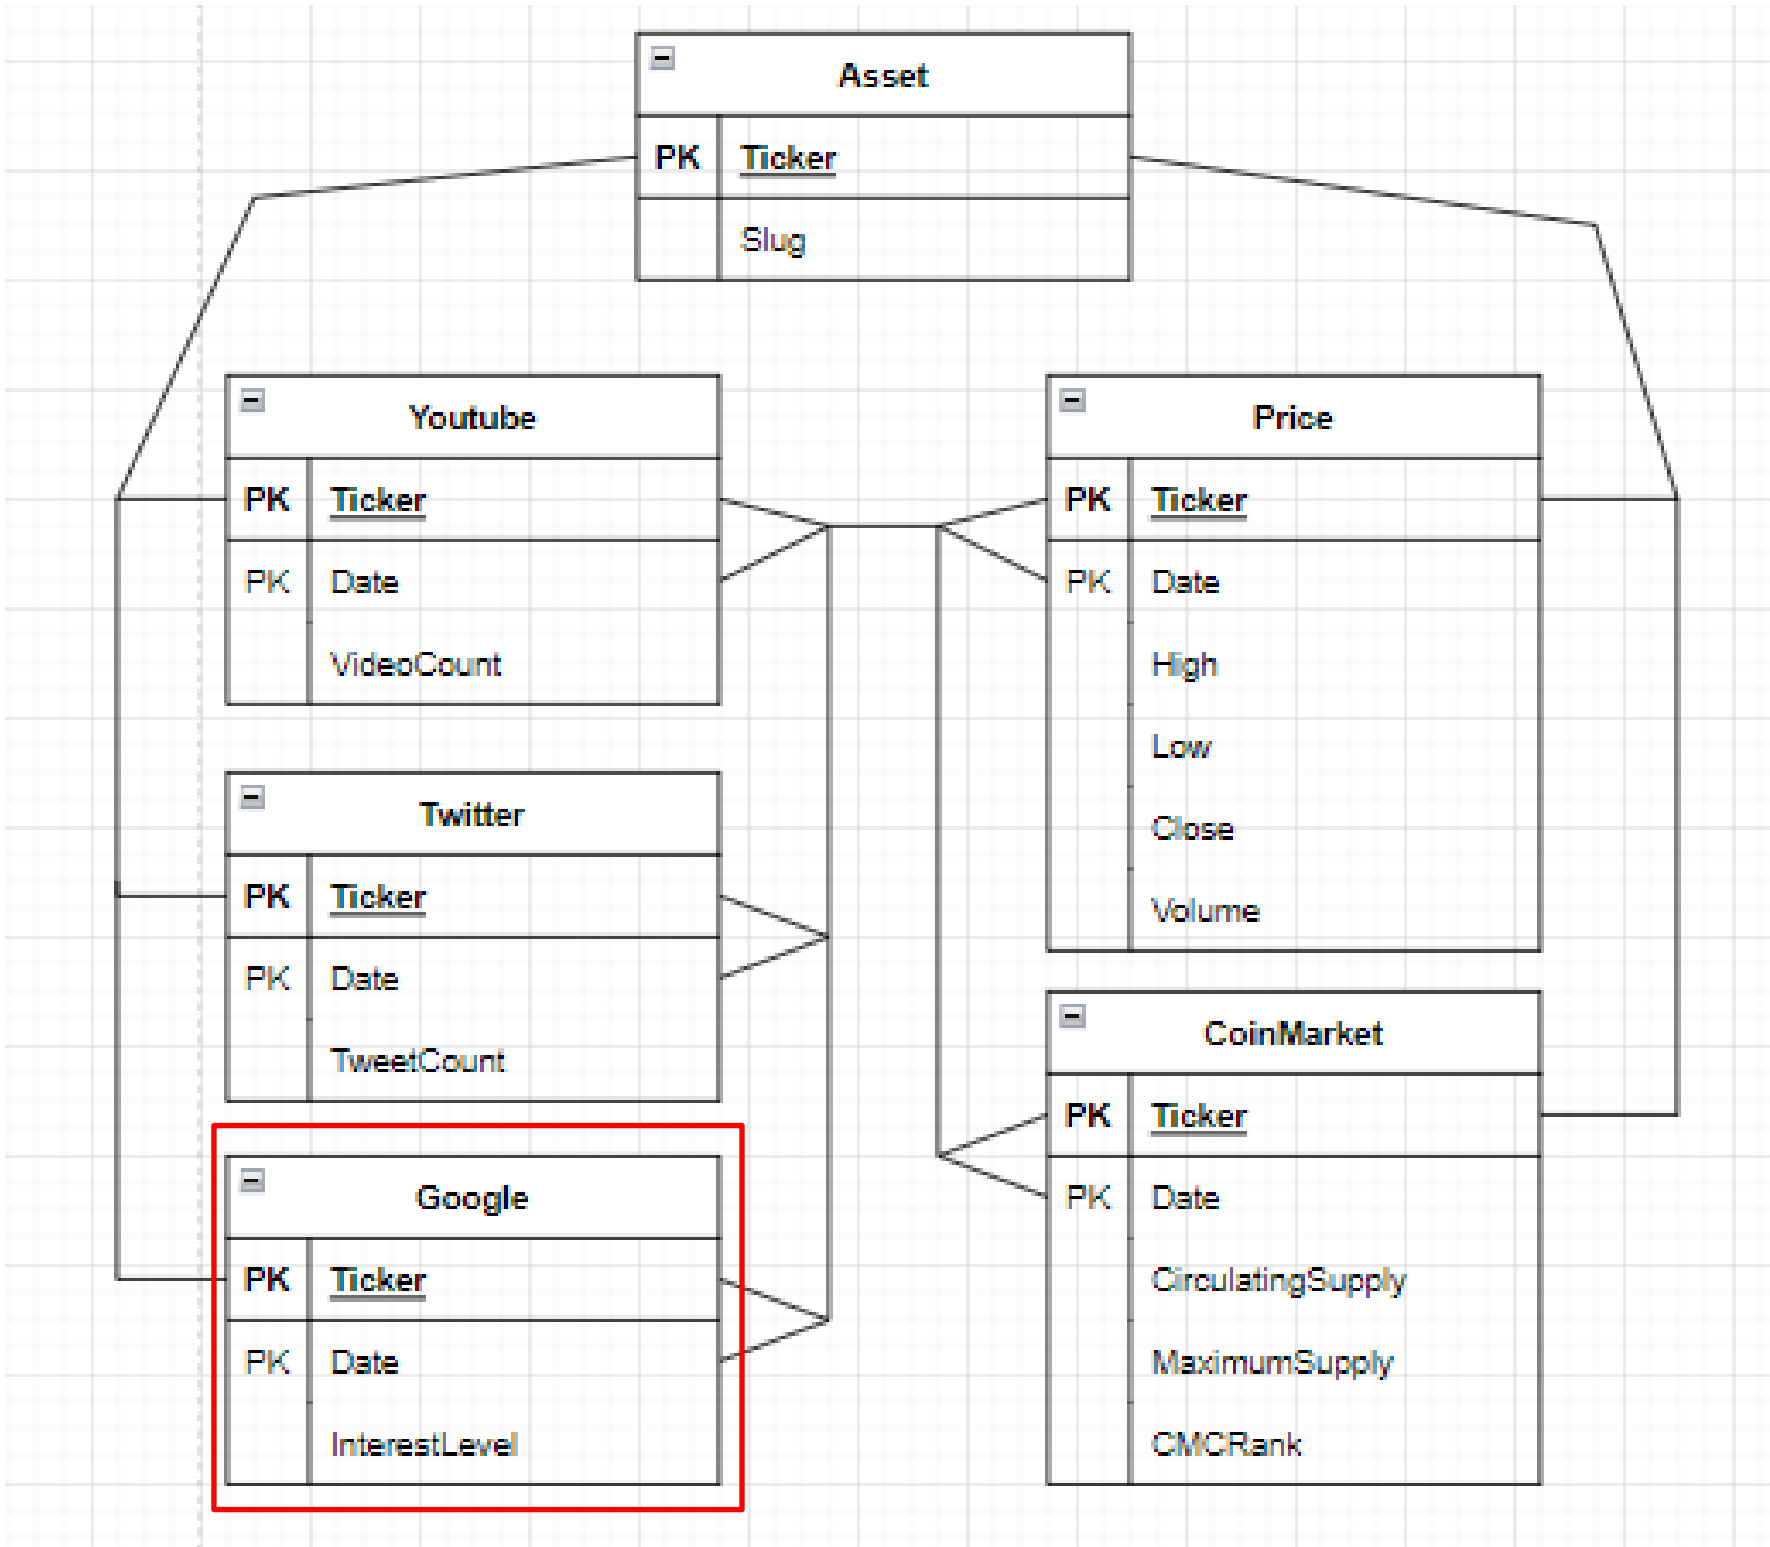 Asset
PK Ticker
Slug
Youtube
PK Ticker
PK Date
VideoCount
Price
PK Ticker
PK Date
High
Low
Close
Volume
Twitter
PK Ticker
PK Date
TweetCount
CoinMarket
PK Ticker
PK Date
CirculatingSupply
MaximumSupply
CMCRank
Google
PK Ticker
PK Date
InterestLevel